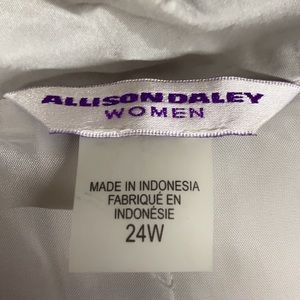 ALLISON DALEY
WOMEN
MADE IN INDONESIA
FABRIQUÉ EN
INDONÉSIE
24W